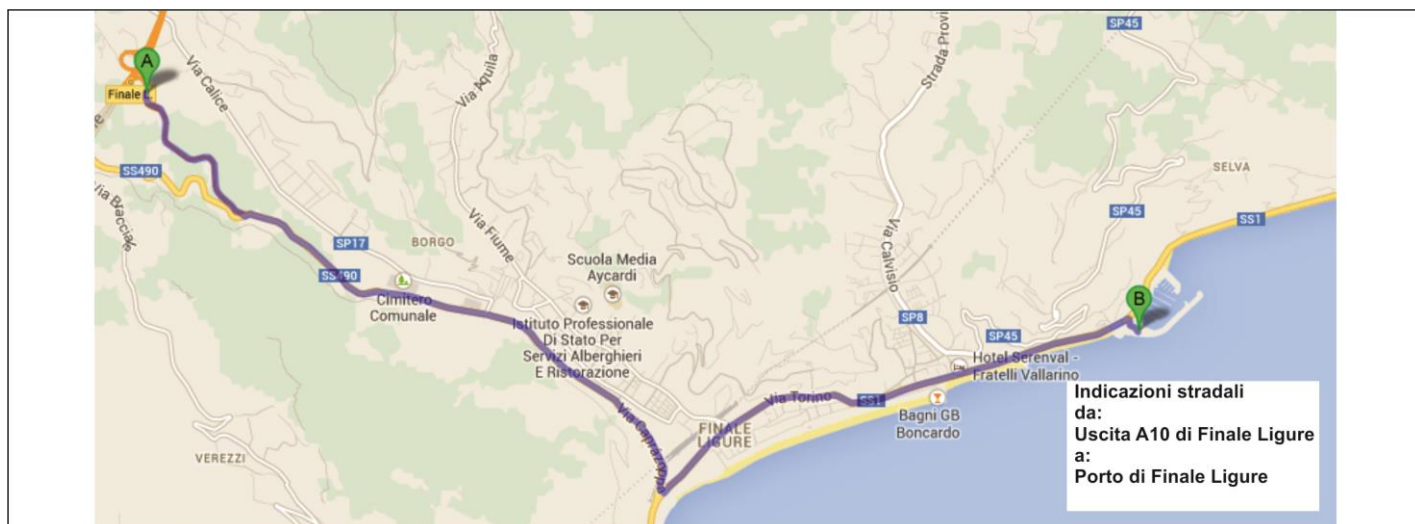 SP45
Strada Provi
A
Via Calice
Via Aquila
Finale L.
SS490
SELVA
SP45
SS1
Via Fiume
SP17
BORGO
Via Calvisio
Scuola Media
Aycardi
SS490
Cimitero
Comunale
B
Istituto Professionale
Di Stato Per
Servizi Alberghieri
E Ristorazione
SP8
SP45
Hotel Serenval -
Fratelli Vallarino
Via Torino
SS1
Via Caprazoppa
Bagni GB
Boncardo
FINALE
LIGURE
VEREZZI
Indicazioni stradali
da:
Uscita A10 di Finale Ligure
a:
Porto di Finale Ligure